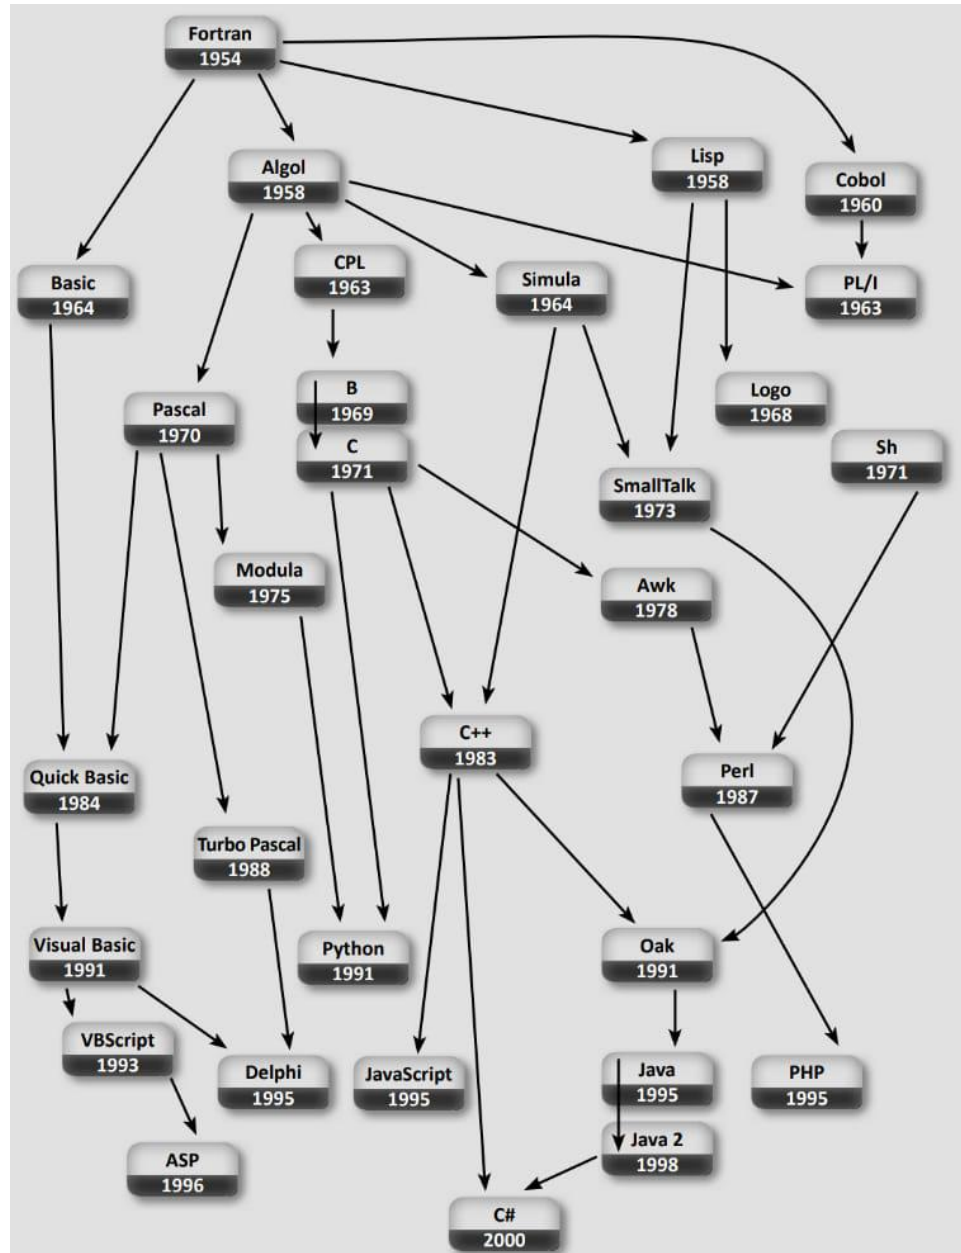 Fortran
1954
Lisp
1958
Algol
1958
Cobol
1960
CPL
1963
Basic
1964
Simula
1964
PL/I
1963
B
1969
Logo
1968
Pascal
1970
C
1971
Sh
1971
SmallTalk
1973
Modula
1975
Awk
1978
C++
1983
Quick Basic
1984
Perl
1987
Turbo Pascal
1988
Visual Basic
1991
Python
1991
Oak
1991
VBScript
1993
Delphi
1995
JavaScript
1995
Java
1995
PHP
1995
Java 2
1998
ASP
1996
C#
2000